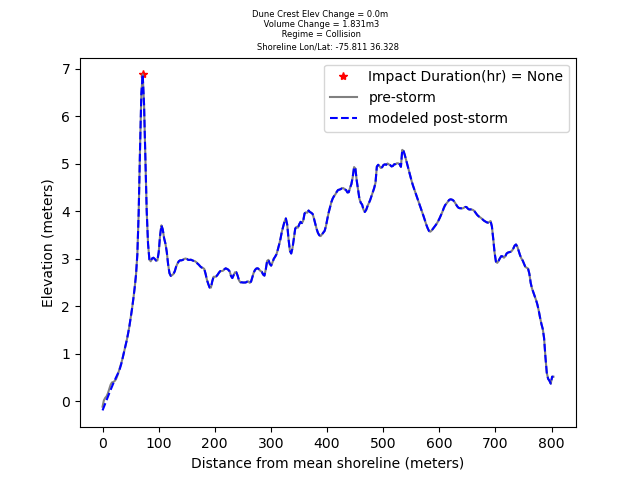 Dune Crest Elev Change = 0.0m
Volume Change = 1.831m3
Regime = Collision
Shoreline Lon/Lat: -75.811 36.328
Impact Duration(hr) = None
pre-storm
modeled post-storm
Elevation (meters)
7
6
5
4
3
2
1
0
0 100 200 300 400 500 600 700 800
Distance from mean shoreline (meters)